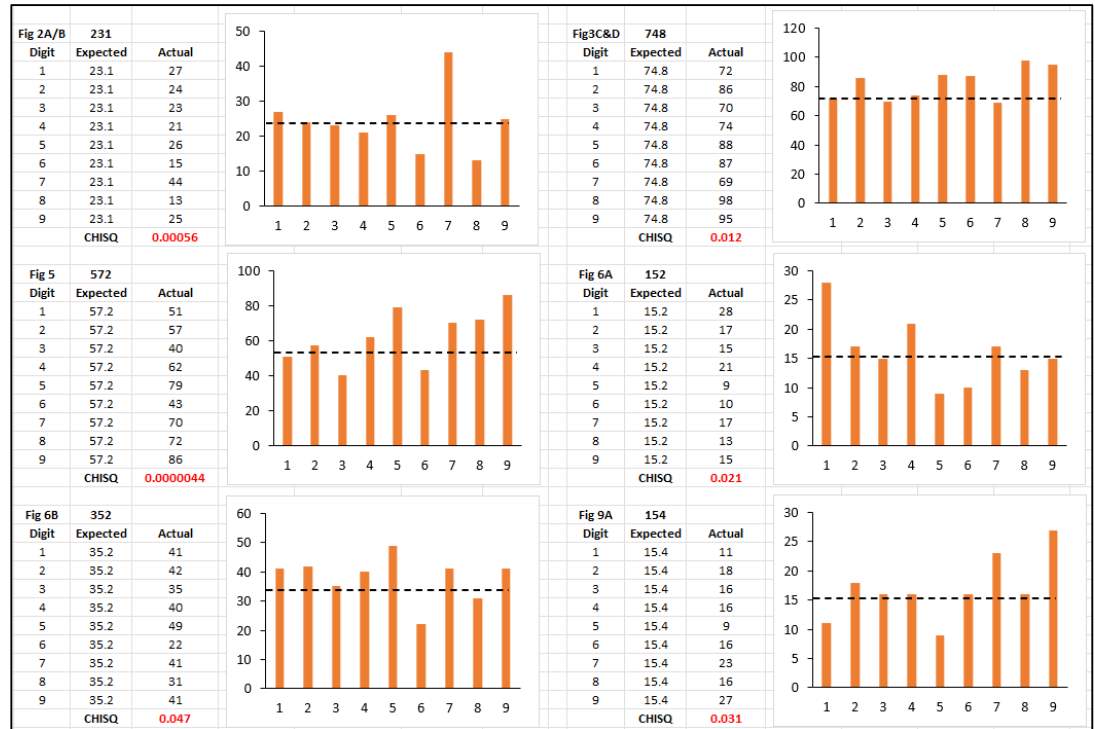 Fig 2A/B 231
Digit Expected Actual
1 23.1 27
2 23.1 24
3 23.1 23
4 23.1 21
5 23.1 26
6 23.1 15
7 23.1 44
8 23.1 13
9 23.1 25
CHISQ 0.00056
50
40
30
20
10
0
1 2 3 4 5 6 7 8 9
Fig3C&D 748
Digit Expected Actual
1 74.8 72
2 74.8 86
3 74.8 70
4 74.8 74
5 74.8 88
6 74.8 87
7 74.8 69
8 74.8 98
9 74.8 95
CHISQ 0.012
120
100
80
60
40
20
0
1 2 3 4 5 6 7 8 9
Fig 5 572
Digit Expected Actual
1 57.2 51
2 57.2 57
3 57.2 40
4 57.2 62
5 57.2 79
6 57.2 43
7 57.2 70
8 57.2 72
9 57.2 86
CHISQ 0.0000044
100
80
60
40
20
0
1 2 3 4 5 6 7 8 9
Fig 6A 152
Digit Expected Actual
1 15.2 28
2 15.2 17
3 15.2 15
4 15.2 21
5 15.2 9
6 15.2 10
7 15.2 17
8 15.2 13
9 15.2 15
CHISQ 0.021
30
25
20
15
10
5
0
1 2 3 4 5 6 7 8 9
Fig 6B 352
Digit Expected Actual
1 35.2 41
2 35.2 42
3 35.2 35
4 35.2 40
5 35.2 49
6 35.2 22
7 35.2 41
8 35.2 31
9 35.2 41
CHISQ 0.047
60
50
40
30
20
10
0
1 2 3 4 5 6 7 8 9
Fig 9A 154
Digit Expected Actual
1 15.4 11
2 15.4 18
3 15.4 16
4 15.4 16
5 15.4 9
6 15.4 16
7 15.4 23
8 15.4 16
9 15.4 27
CHISQ 0.031
30
25
20
15
10
5
0
1 2 3 4 5 6 7 8 9